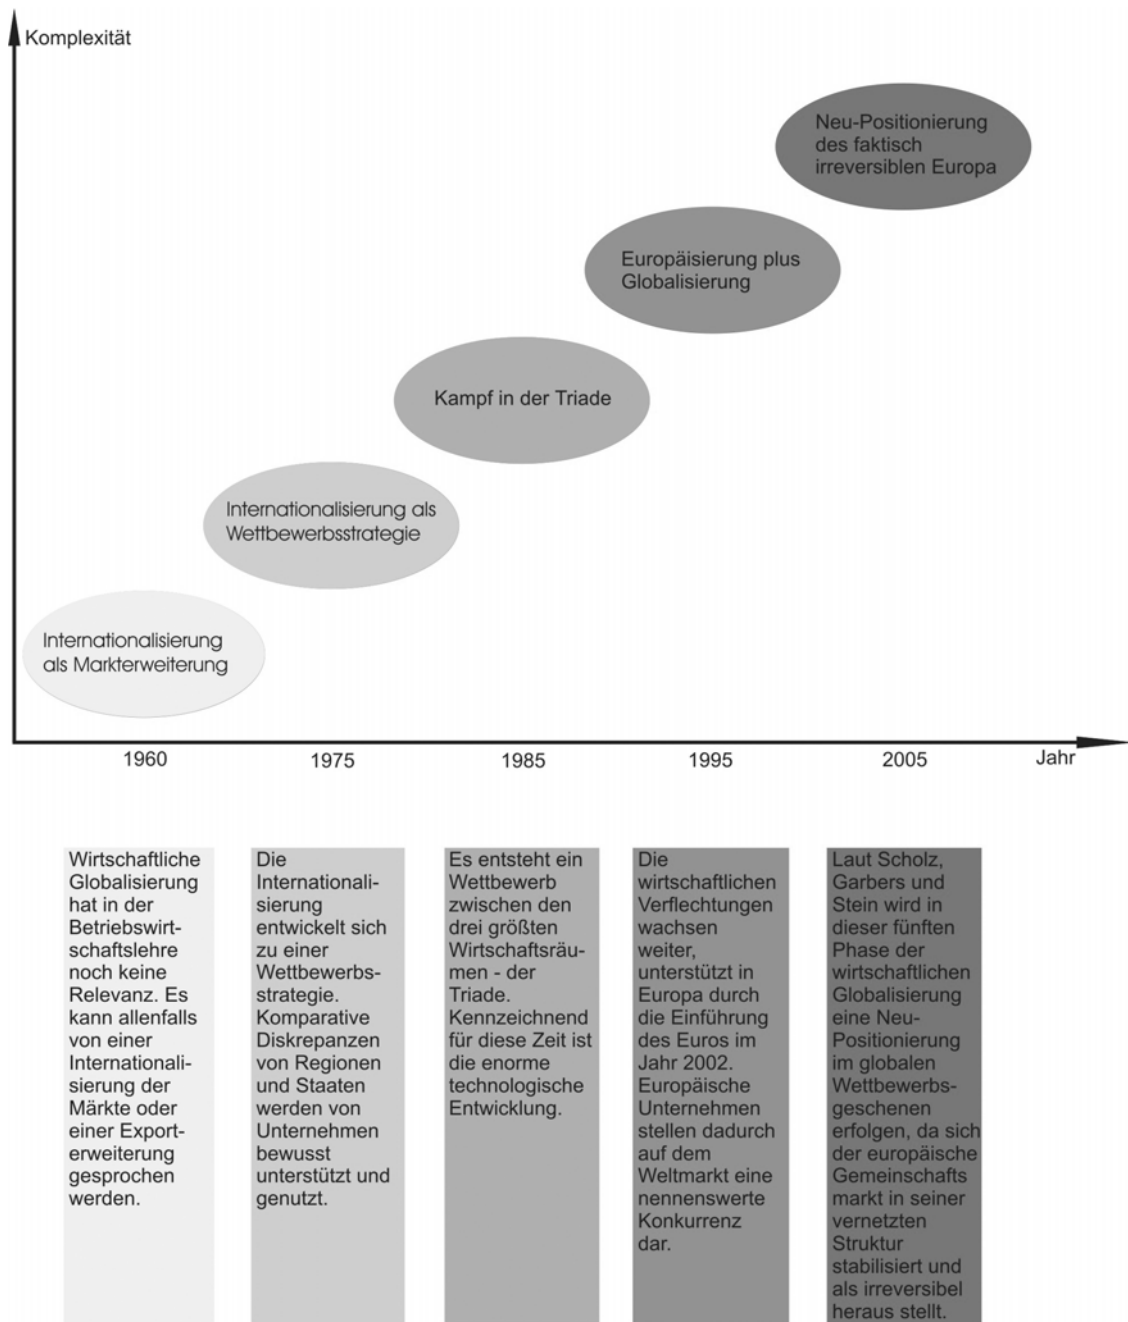 Komplexität
Neu-Positionierung
des faktisch
irreversiblen Europa
Europäisierung plus
Globalisierung
Kampf in der Triade
Internationalisierung als
Wettbewerbsstrategie
Internationalisierung
als Markterweiterung
1960
1975
1985
1995
2005
Jahr
Wirtschaftliche
Globalisierung
hat in der
Betriebswirt-
schaftslehre
noch keine
Relevanz. Es
kann allenfalls
von einer
Internationali-
sierung der
Märkte oder
einer Export-
erweiterung
gesprochen
werden.
Die
Internationali-
sierung
entwickelt sich
zu einer
Wettbewerbs-
strategie.
Komparative
Diskrepanzen
von Regionen
und Staaten
werden von
Unternehmen
bewusst
unterstützt und
genutzt.
Es entsteht ein
Wettbewerb
zwischen den
drei größten
Wirtschaftsräu-
men - der
Triade.
Kennzeichnend
für diese Zeit ist
die enorme
technologische
Entwicklung.
Die
wirtschaftlichen
Verflechtungen
wachsen
weiter,
unterstützt in
Europa durch
die Einführung
des Euros im
Jahr 2002.
Europäische
Unternehmen
stellen dadurch
auf dem
Weltmarkt eine
nennenswerte
Konkurrenz
dar.
Laut Scholz,
Garbers und
Stein wird in
dieser fünften
Phase der
wirtschaftlichen
Globalisierung
eine Neu-
Positionierung
im globalen
Wettbewerbs-
geschenen
erfolgen, da sich
der europäische
Gemeinschafts
markt in seiner
vernetzten
Struktur
stabilisiert und
als irreversibel
heraus stellt.